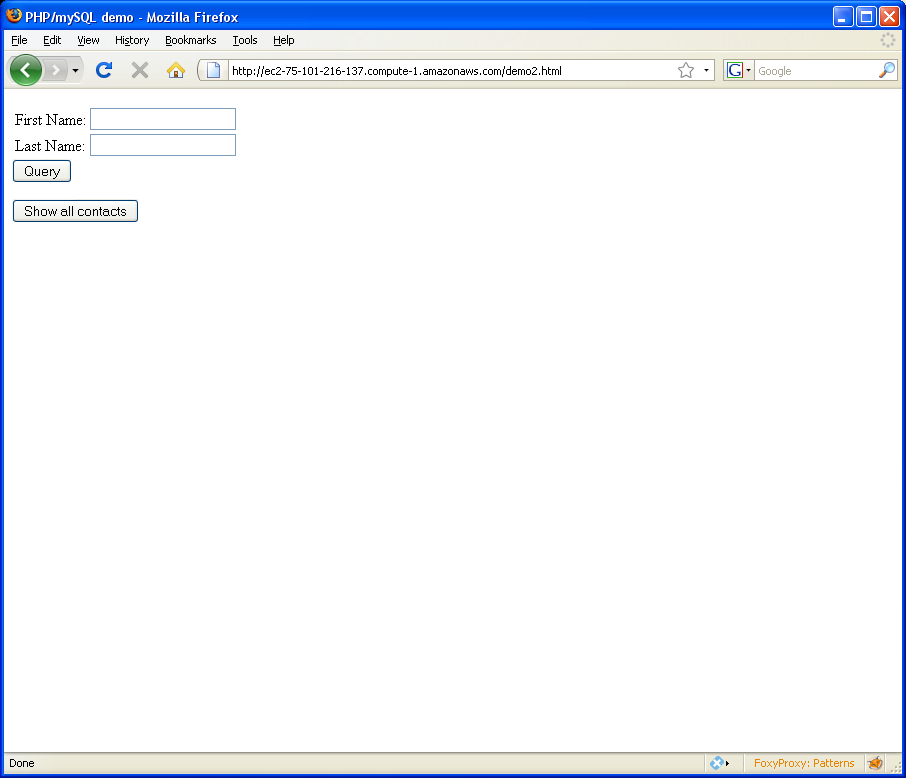 PHP/mySQL demo - Mozilla Firefox
File Edit View History Bookmarks Tools Help
http://ec2-75-101-216-137.compute-1.amazonaws.com/demo2.html G Google
First Name:
Last Name:
Query
Show all contacts
Done FoxyProxy: Patterns